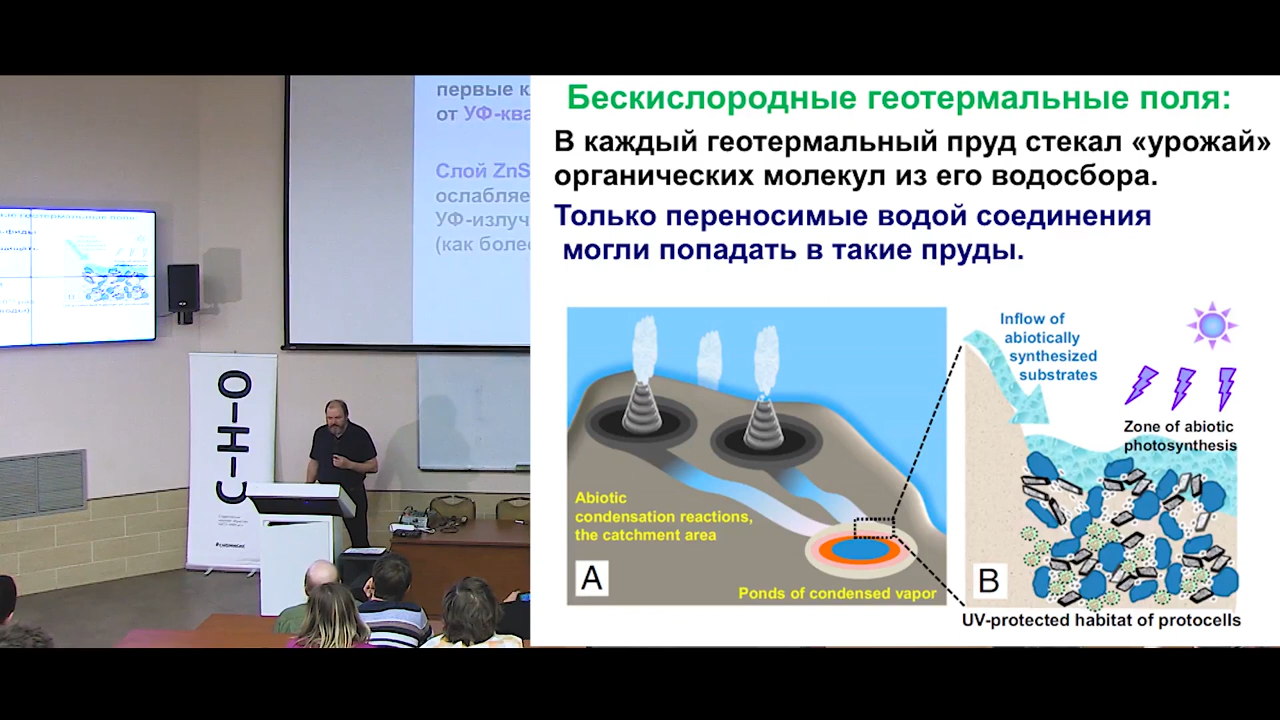 первые к
от УФ-ква
Слой ZnS
ослабляе
УФ-излуч
(как боле
О–Н–С
Бескислородные геотермальные поля:
В каждый геотермальный пруд стекал «урожай»
органических молекул из его водосбора.
Только переносимые водой соединения
могли попадать в такие пруды.
Abiotic
condensation reactions,
the catchment area
A
Ponds of condensed vapor
Inflow of
abiotically
synthesized
substrates
Zone of abiotic
photosynthesis
B
UV-protected habitat of protocells